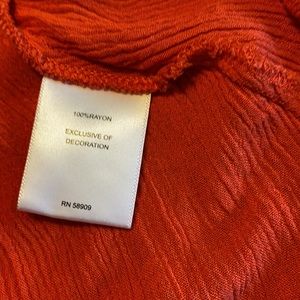 100%RAYON
EXCLUSIVE OF
DECORATION
RN 58909